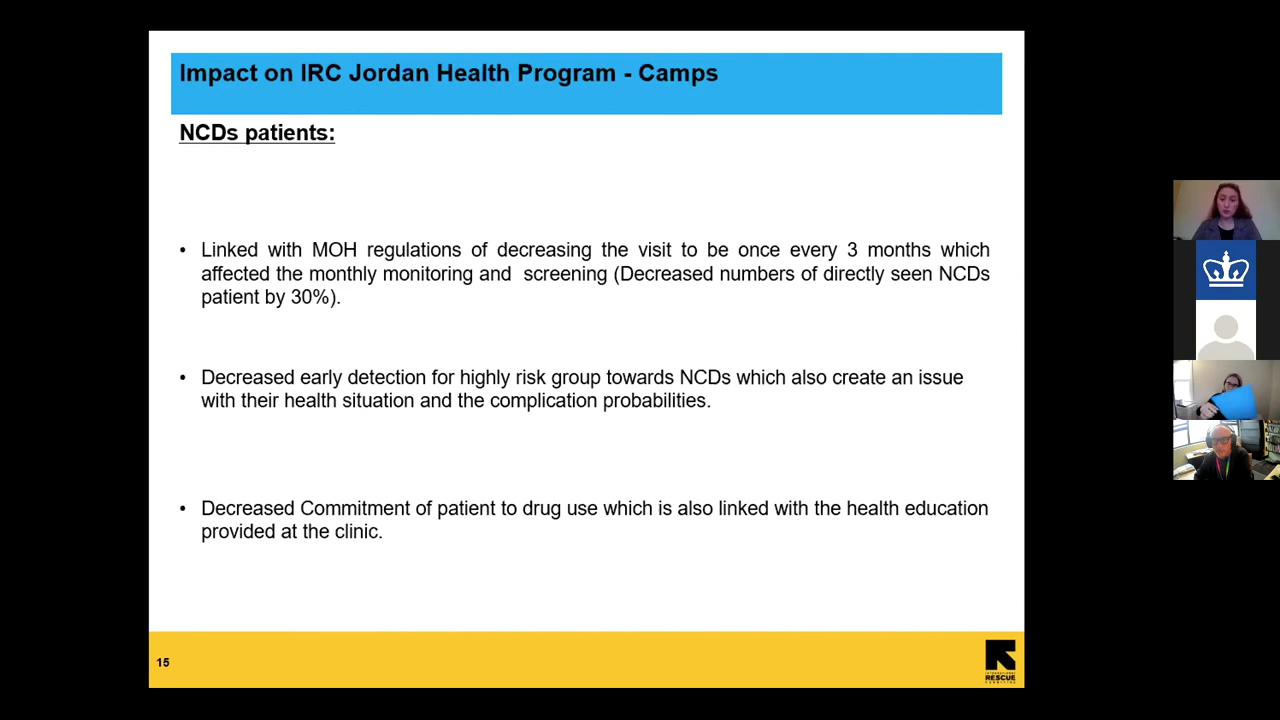 Impact on IRC Jordan Health Program - Camps
NCDs patients:
• Linked with MOH regulations of decreasing the visit to be once every 3 months which
affected the monthly monitoring and screening (Decreased numbers of directly seen NCDs
patient by 30%).
• Decreased early detection for highly risk group towards NCDs which also create an issue
with their health situation and the complication probabilities.
• Decreased Commitment of patient to drug use which is also linked with the health education
provided at the clinic.
15
INTERNATIONAL
RESCUE
COMMITTEE